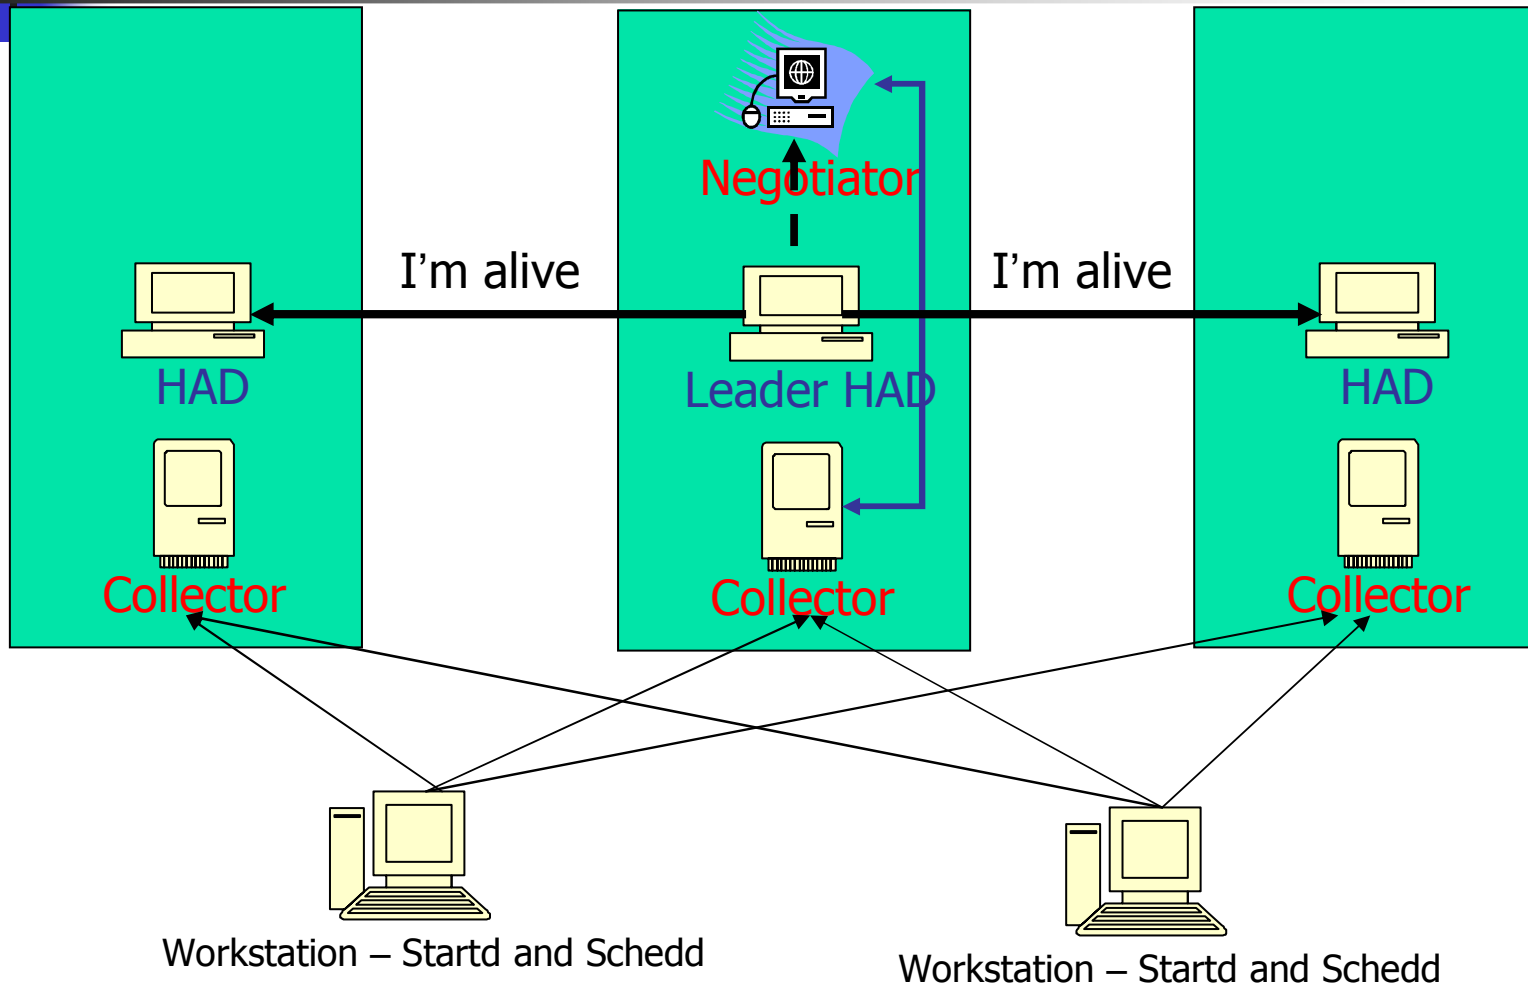 Negotiator
I'm alive
I'm alive
HAD
Leader HAD
HAD
Collector
Collector
Collector
Workstation – Startd and Schedd
Workstation – Startd and Schedd